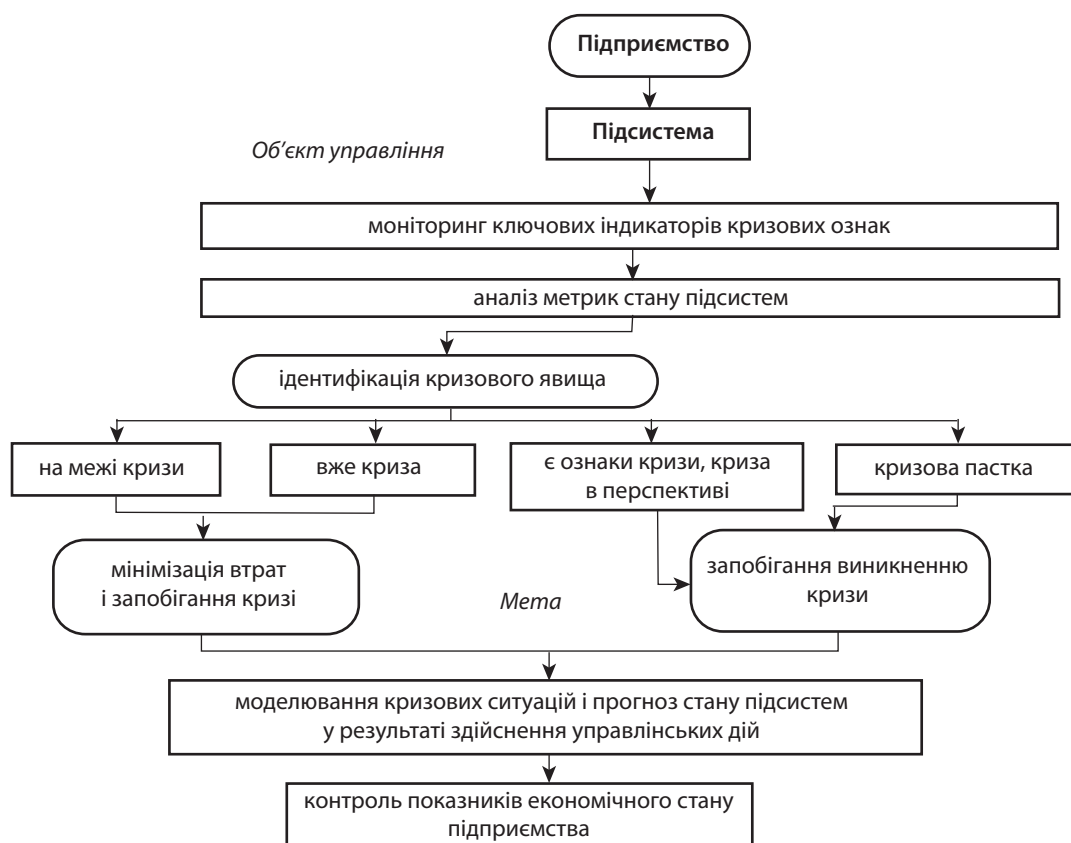 Підприємство
Підсистема
Об’єкт управління
моніторинг ключових індикаторів кризових ознак
аналіз метрик стану підсистем
ідентифікація кризового явища
на межі кризи
вже криза
є ознаки кризи, криза
в перспективі
кризова пастка
мінімізація втрат
і запобігання кризі
запобігання виникненню
кризи
Мета
моделювання кризових ситуацій і прогноз стану підсистем
у результаті здійснення управлінських дій
контроль показників економічного стану
підприємства